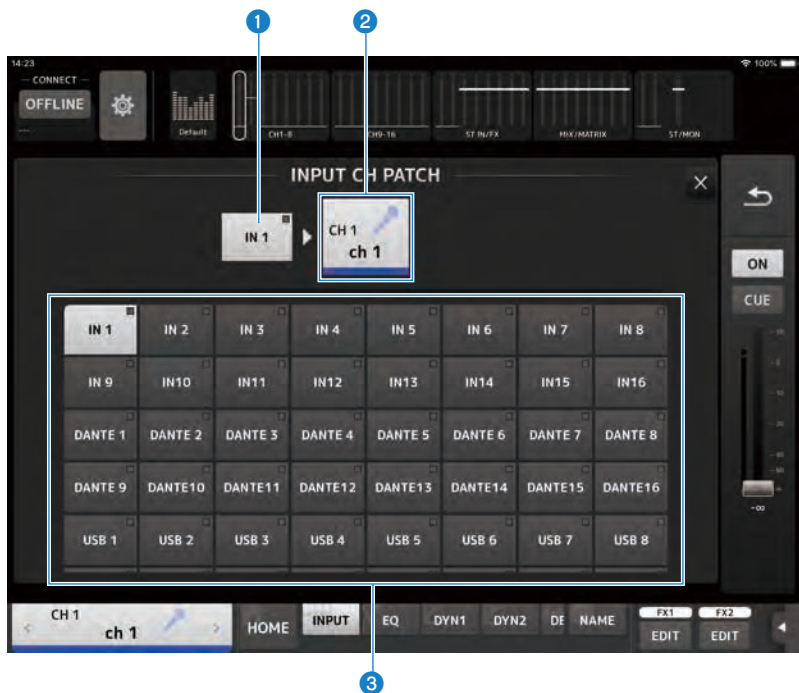 1 2
14:23 100%
CONNECT
OFFLINE
---
Default
CH1-8
CH9-16
ST IN/FX
MIX/MATRIX
ST/MON
INPUT CH PATCH
IN 1
CH 1
ch 1
ON
CUE
IN 1 IN 2 IN 3 IN 4 IN 5 IN 6 IN 7 IN 8
IN 9 IN10 IN11 IN12 IN13 IN14 IN15 IN16
DANTE 1 DANTE 2 DANTE 3 DANTE 4 DANTE 5 DANTE 6 DANTE 7 DANTE 8
DANTE 9 DANTE10 DANTE11 DANTE12 DANTE13 DANTE14 DANTE15 DANTE16
USB 1 USB 2 USB 3 USB 4 USB 5 USB 6 USB 7 USB 8
-∞
CH 1
ch 1
HOME INPUT EQ DYN1 DYN2 DE NAME
FX1 FX2
EDIT EDIT
3